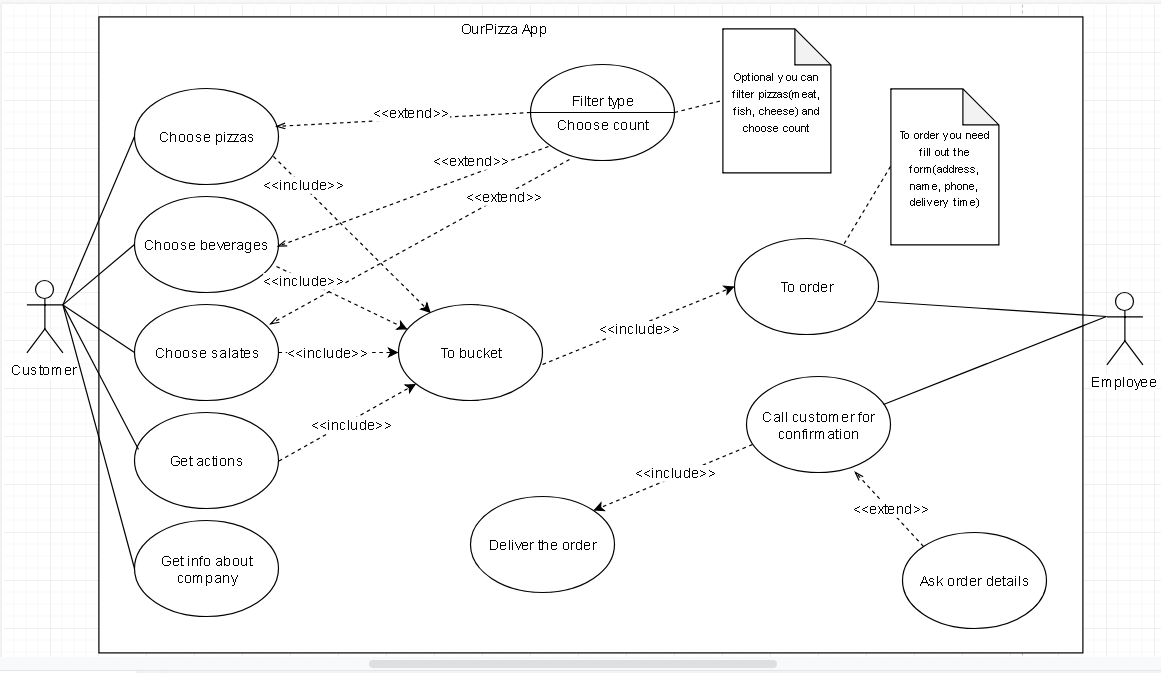 OurPizza App
Filter type
Choose count
Optional you can
filter pizzas(meat,
fish, cheese) and
choose count
To order you need
fill out the
form(address,
name, phone,
delivery time)
Choose pizzas
<<extend>>
<<extend>>
<<include>>
<<extend>>
Choose beverages
<<include>>
To order
Customer
Choose salates
<<include>>
To bucket
<<include>>
Employee
Get actions
<<include>>
Call customer for
confirmation
<<include>>
<<extend>>
Get info about
company
Deliver the order
Ask order details